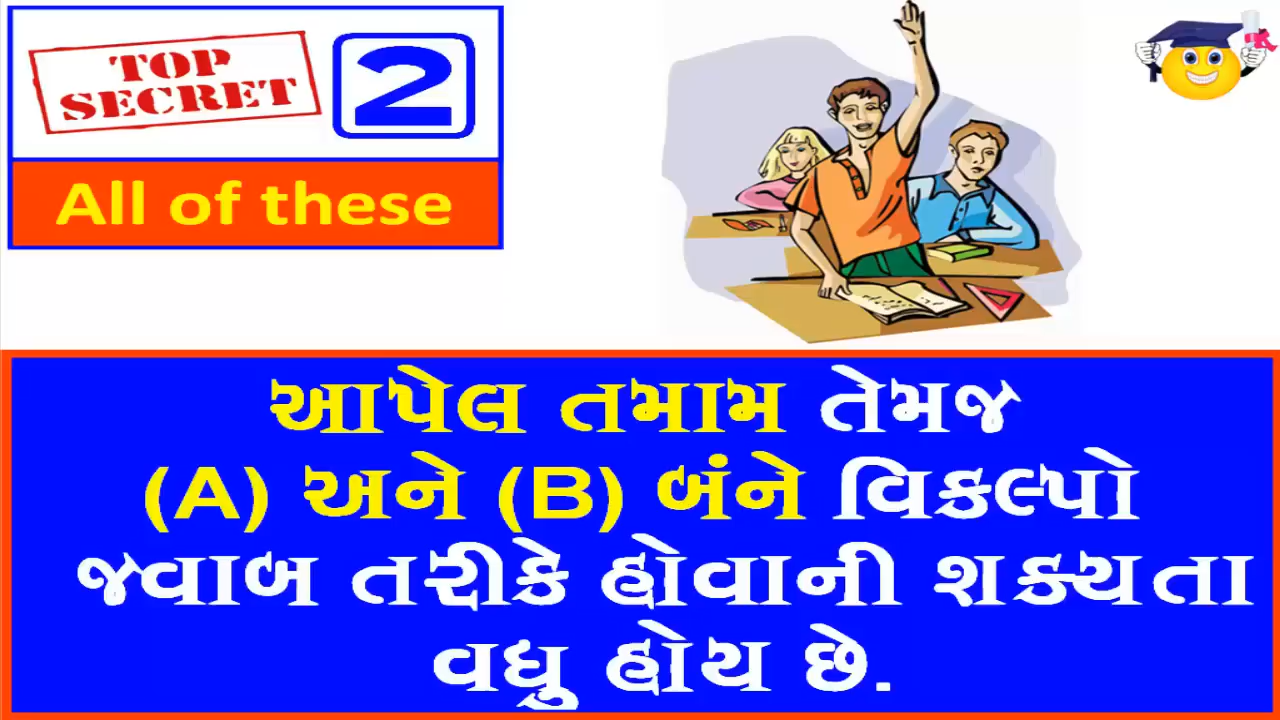 TOP
SECRET
2
All of these
આપેલ તમામ તેમજ
(A) અને (B) બંને વિકલ્પો
જવાબ તરીકે હોવાની શક્યતા
વધુ હોય છે.